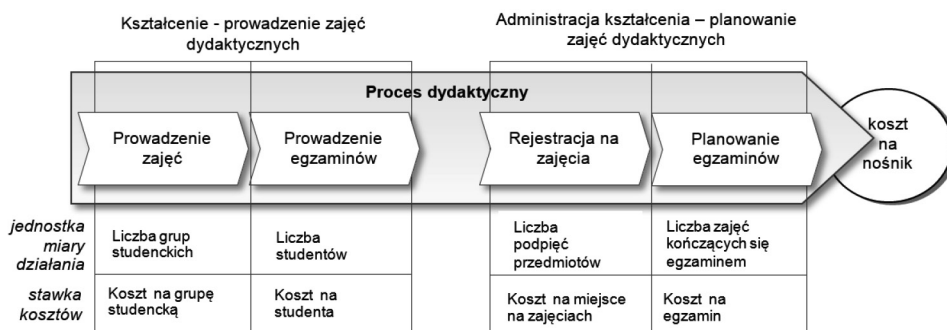 Kształcenie - prowadzenie zajęć
dydaktycznych
Administracja kształcenia – planowanie
zajęć dydaktycznych
Proces dydaktyczny
Prowadzenie
zajęć
Prowadzenie
egzaminów
Rejestracja na
zajęcia
Planowanie
egzaminów
koszt
na
nośnik
jednostka
miary
działania
Liczba grup
studenckich
Liczba
studentów
Liczba
podpięć
przedmiotów
Liczba zajęć
kończących się
egzaminem
stawka
kosztów
Koszt na grupę
studencką
Koszt na
studenta
Koszt na miejsce
na zajęciach
Koszt na
egzamin